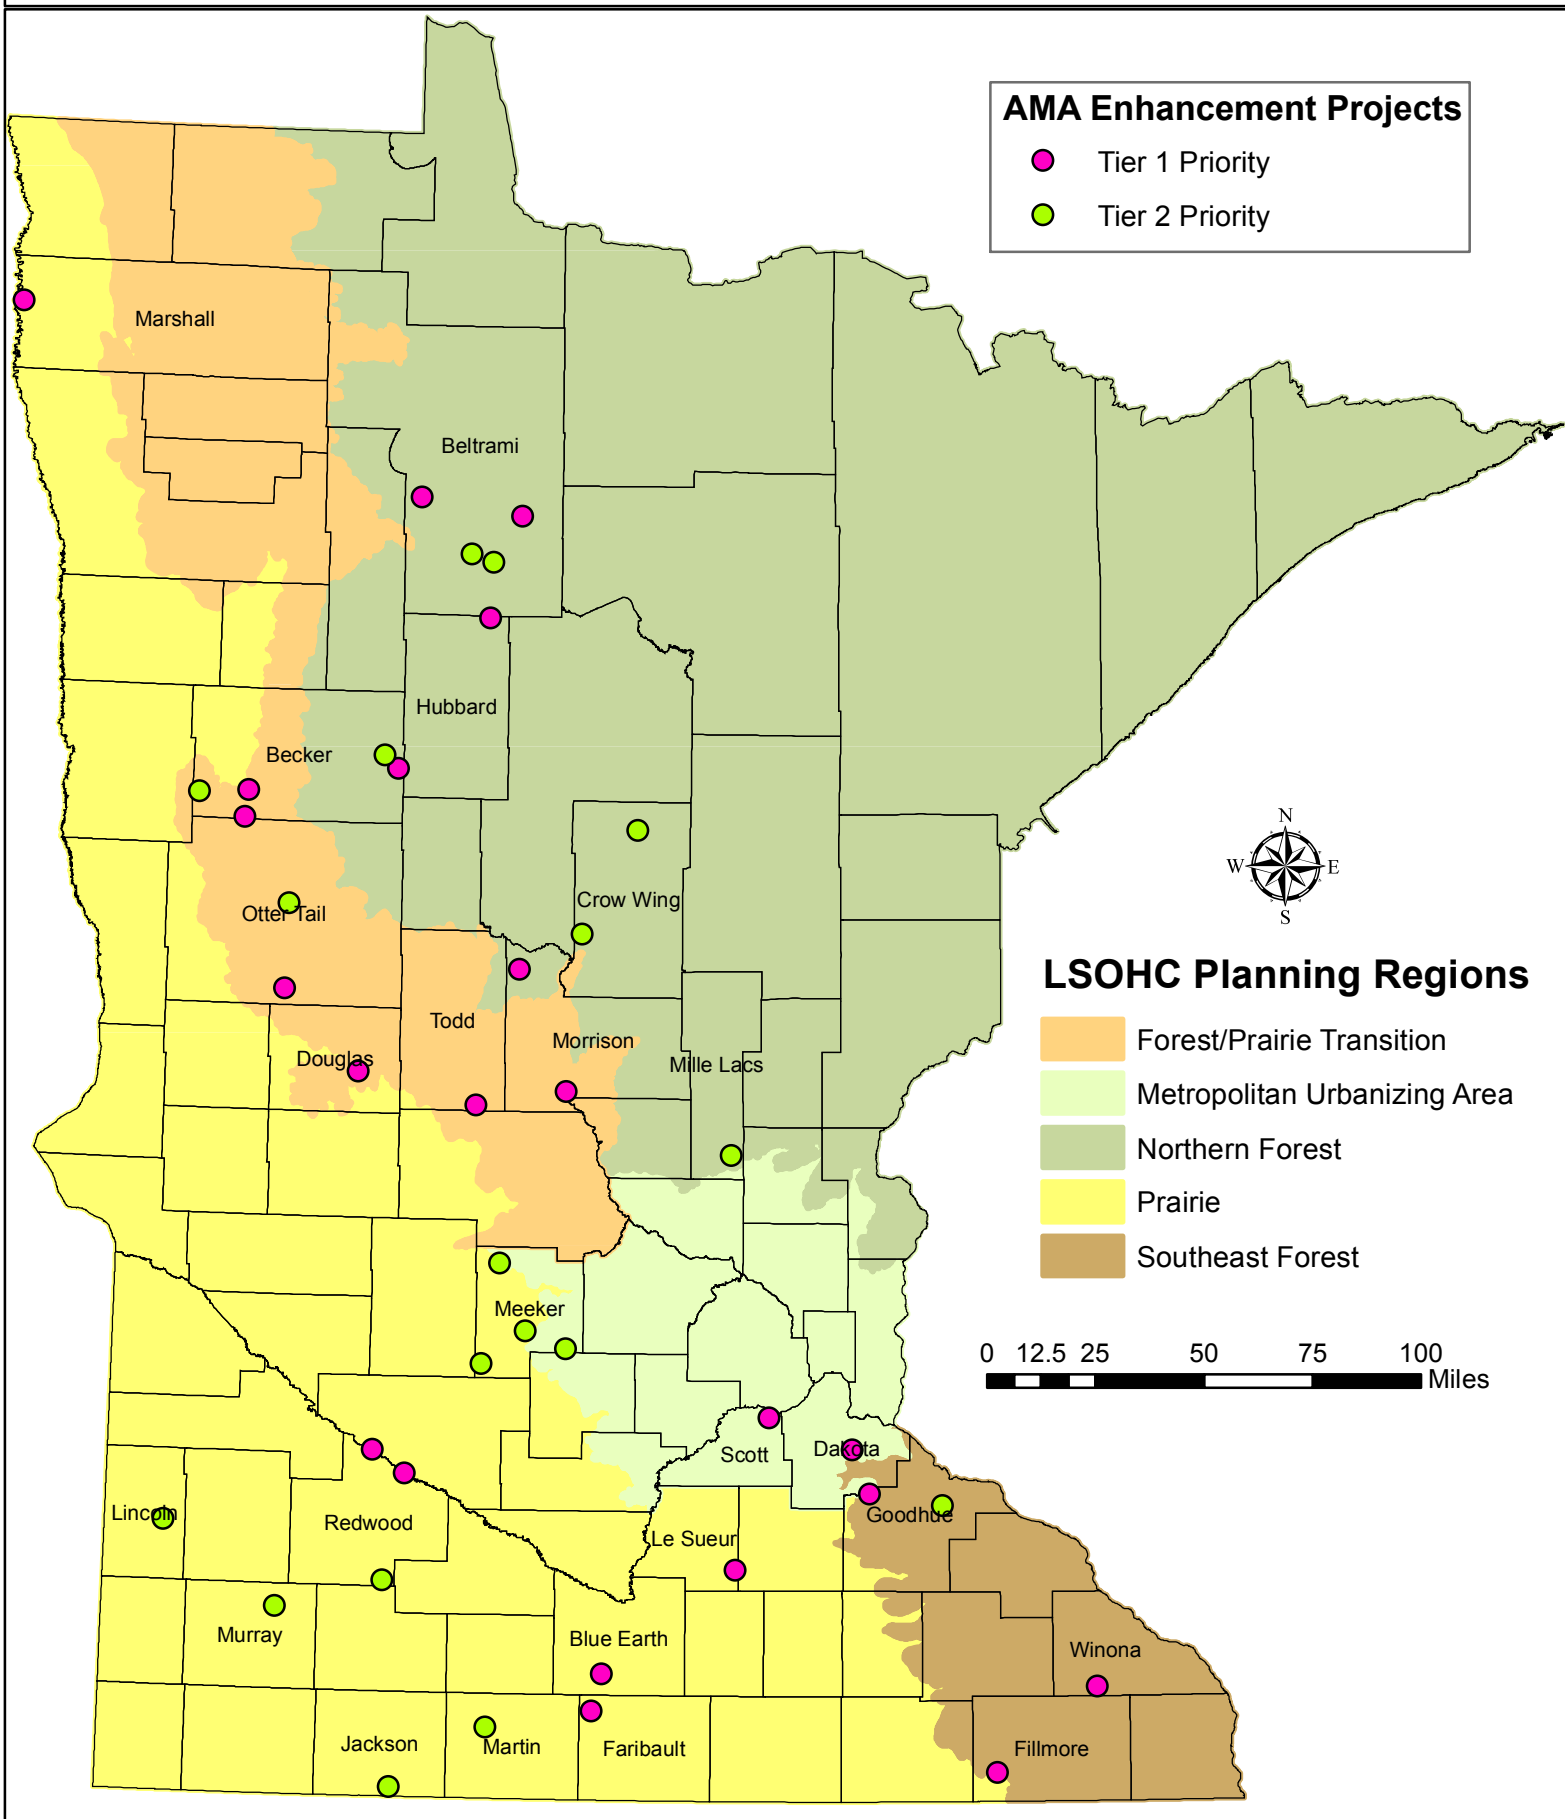 AMA Enhancement Projects
Tier 1 Priority
Tier 2 Priority
Marshall
Beltrami
Hubbard
Becker
Crow Wing
Otter Tail
Todd
Morrison
Douglas
Mille Lacs
Meeker
Scott
Dakota
Lincoln
Redwood
Goodhue
Le Sueur
Murray
Blue Earth
Winona
Jackson
Martin
Faribault
Fillmore
N
W E
S
LSOHC Planning Regions
Forest/Prairie Transition
Metropolitan Urbanizing Area
Northern Forest
Prairie
Southeast Forest
0 12.5 25 50 75 100
Miles